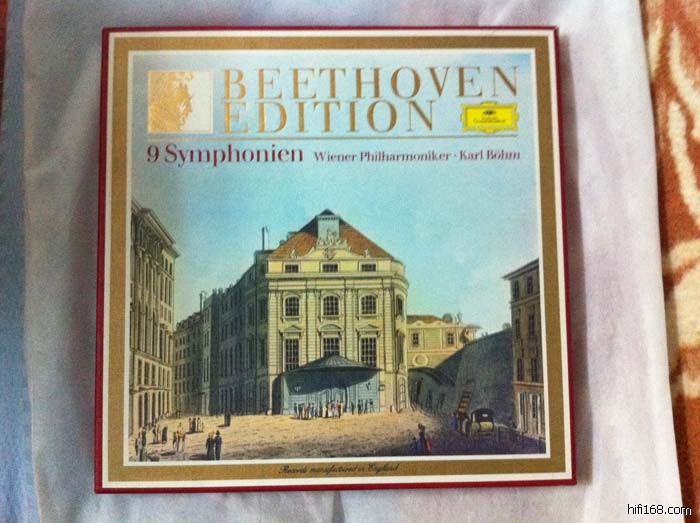 BEETHOVEN
EDITION
9 Symphonien Wiener Philharmoniker · Karl Böhm
Records manufactured in England
hifi168.com